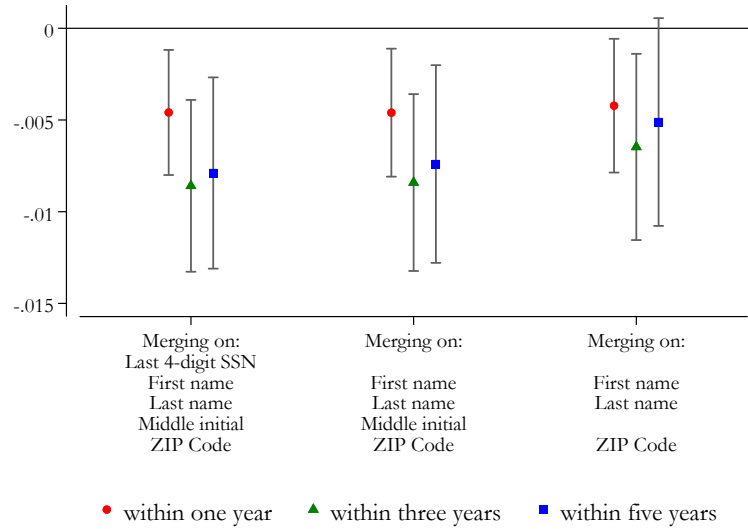 0
-.005
-.01
-.015
Merging on:
Last 4-digit SSN
First name
Last name
Middle initial
ZIP Code
Merging on:
First name
Last name
Middle initial
ZIP Code
Merging on:
First name
Last name
ZIP Code
within one year
within three years
within five years